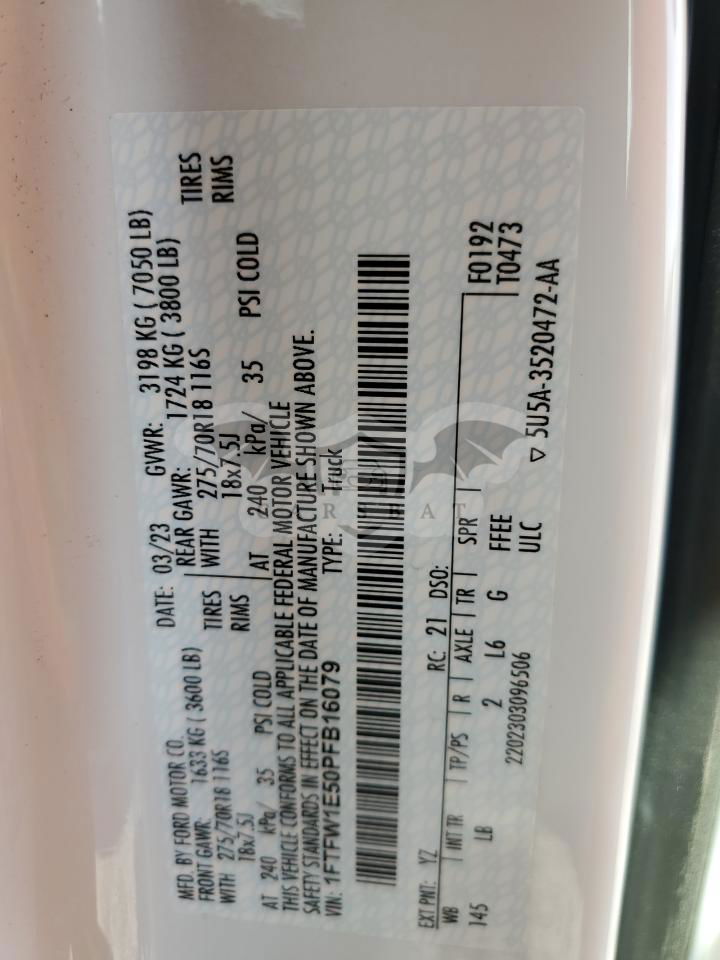 MFD. BY FORD MOTOR CO. DATE: 03/23 GVWR: 3198 KG ( 7050 LB)
FRONT GAWR: 1633 KG ( 3600 LB) REAR GAWR: 1724 KG ( 3800 LB)
WITH 275/70R18 116S TIRES WITH 275/70R18 116S TIRES
18x7.5J RIMS 18x7.5J RIMS
AT 240 kPa/ 35 PSI COLD AT 240 kPa/ 35 PSI COLD
THIS VEHICLE CONFORMS TO ALL APPLICABLE FEDERAL MOTOR VEHICLE
SAFETY STANDARDS IN EFFECT ON THE DATE OF MANUFACTURE SHOWN ABOVE.
VIN: 1FTFW1E50PFB16079 TYPE: Truck
EXT PNT: YZ RC: 21 DSO:
WB INT TR TP/PS R AXLE TR SPR F0192
145 LB 2 L6 G FFEE T0473
2202303096506 ULC ▽ 5U5A-3520472-AA